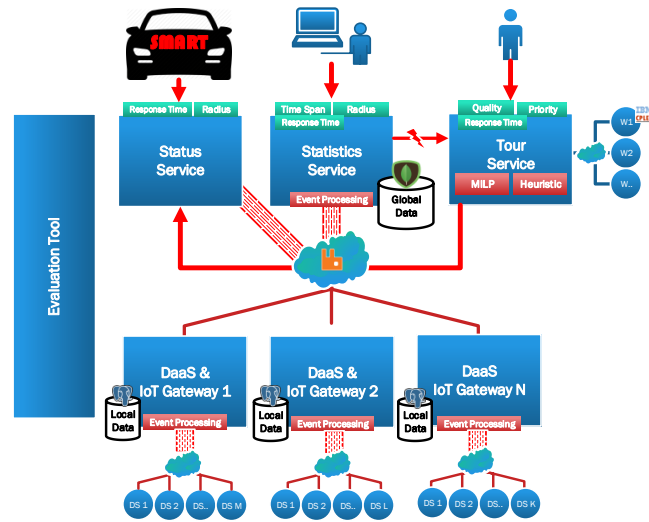 SMART
Response Time
Radius
Time Span
Radius
Response Time
Quality
Priority
Response Time
Status
Service
Statistics
Service
Event Processing
Tour
Service
MILP
Heuristic
Global
Data
W1
W2
W..
Evaluation Tool
DaaS &
IoT Gateway 1
Event Processing
Local
Data
DaaS &
IoT Gateway 2
Event Processing
Local
Data
DaaS
IoT Gateway N
Event Processing
Local
Data
DS 1
DS 2
DS..
DS M
DS 1
DS 2
DS..
DS L
DS 1
DS 2
DS..
DS K